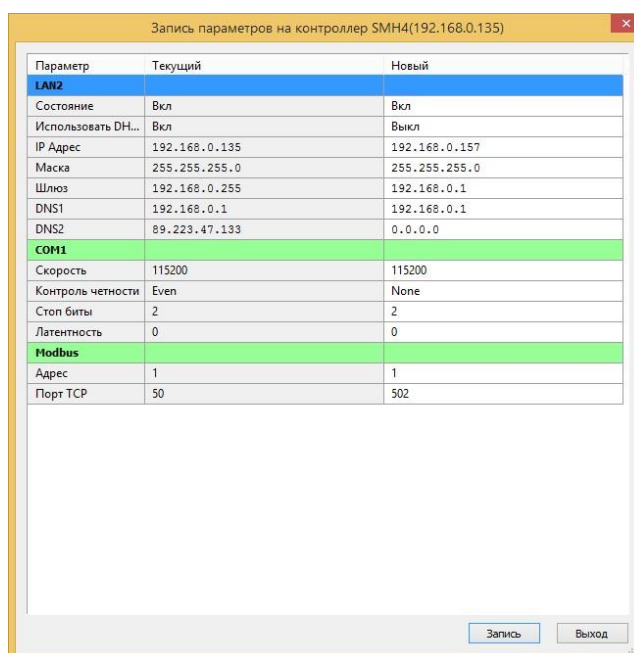 Запись параметров на контроллер SMH4(192.168.0.135)
Параметр Текущий Новый
LAN2
Состояние Вкл Вкл
Использовать DH... Вкл Выкл
IP Адрес 192.168.0.135 192.168.0.157
Маска 255.255.255.0 255.255.255.0
Шлюз 192.168.0.255 192.168.0.1
DNS1 192.168.0.1 192.168.0.1
DNS2 89.223.47.133 0.0.0.0
COM1
Скорость 115200 115200
Контроль четности Even None
Стоп биты 2 2
Латентность 0 0
Modbus
Адрес 1 1
Порт TCP 50 502
Запись Выход